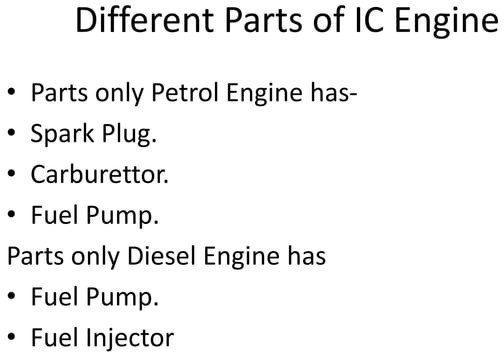 Different Parts of IC Engine
• Parts only Petrol Engine has-
• Spark Plug.
• Carburettor.
• Fuel Pump.
Parts only Diesel Engine has
• Fuel Pump.
• Fuel Injector